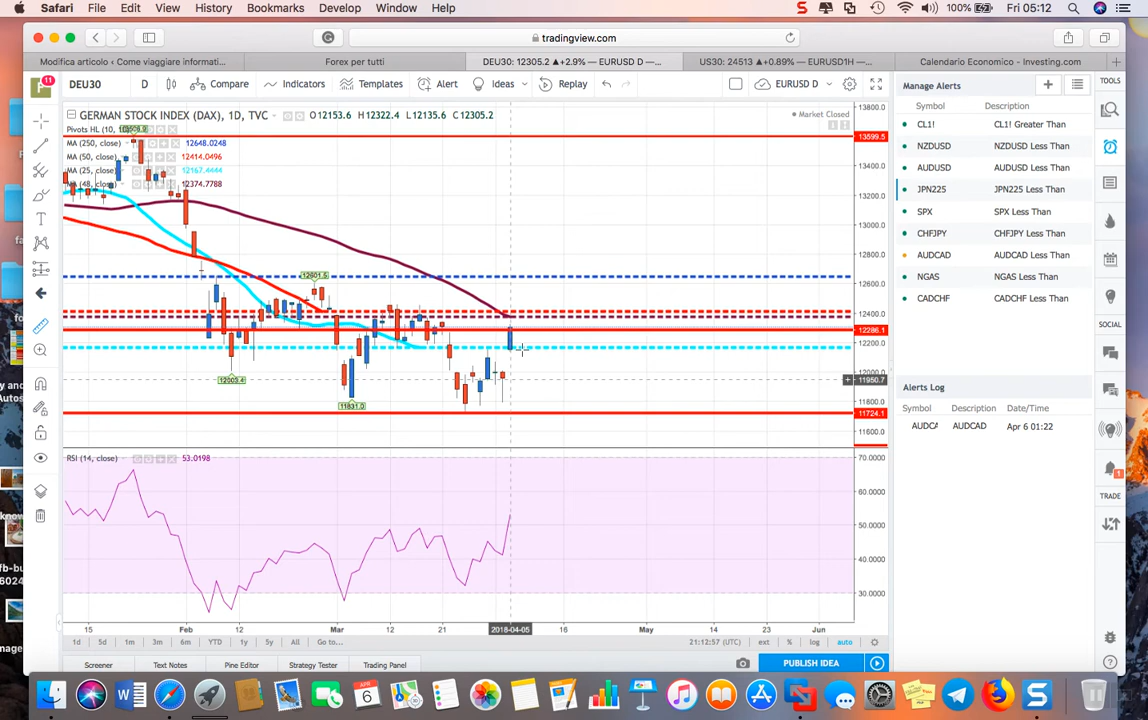 Safari File Edit View History Bookmarks Develop Window Help 100% Fri 05:12
tradingview.com
Modifica articolo ‹ Come viaggiare informati... Forex per tutti DEU30: 12305.2 ▲+2.9% — EURUSD D —... US30: 24513 ▲+0.89% — EURUSD1H —... Calendario Economico - Investing.com
11 DEU30 D Compare Indicators Templates Alert Ideas Replay EURUSD D Manage Alerts TOOLS
GERMAN STOCK INDEX (DAX), 1D, TVC O12153.6 H12322.4 L12135.6 C12305.2 Market Closed
Pivots HL (10,
MA (250, close) 12648.0248
MA (50, close) 12414.0496
MA (25, close) 12167.4444
MA (48, close) 12374.7788
13800.0
13599.5
13400.0
13200.0
13000.0
12800.0
12600.0
12400.0
12286.1
12200.0
12000.0
11950.7
11800.0
11724.1
11600.0
12601.5
12003.4
11831.0
RSI (14, close) 53.0198
70.0000
60.0000
50.0000
40.0000
30.0000
15 Feb 12 Mar 12 21 2018-04-05 16 May 14 23 Jun
1d 5d 1m 3m 6m YTD 1y 5y All Go to... 21:12:57 (UTC) ext % log auto
Screener Text Notes Pine Editor Strategy Tester Trading Panel PUBLISH IDEA
Symbol Description
CL1! CL1! Greater Than
NZDUSD NZDUSD Less Than
AUDUSD AUDUSD Less Than
JPN225 JPN225 Less Than
SPX SPX Less Than
CHFJPY CHFJPY Less Than
AUDCAD AUDCAD Less Than
NGAS NGAS Less Than
CADCHF CADCHF Less Than
SOCIAL
Alerts Log
Symbol Description Date/Time
AUDCA AUDCAD Apr 6 01:22
1
TRADE
APR
6